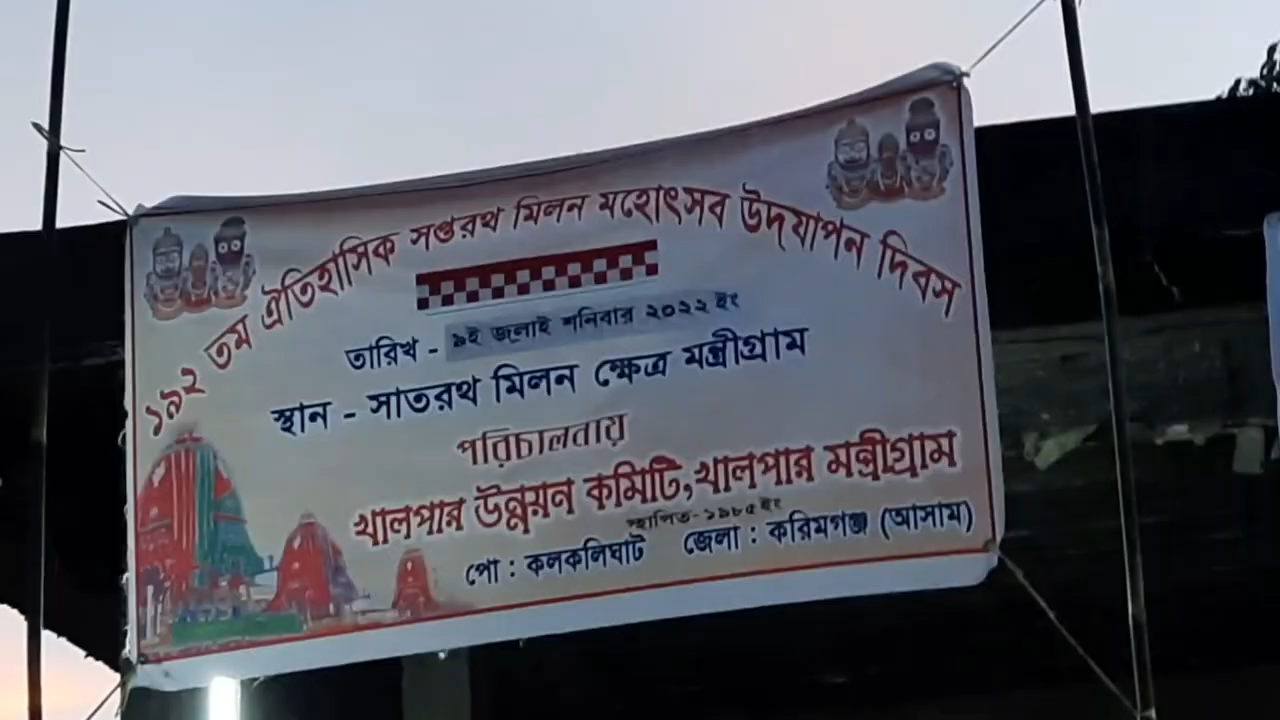 ১৯২ তম ঐতিহাসিক সপ্তরথ মিলন মহোৎসব উদ্‌যাপন দিবস
তারিখ - ৯ই জুলাই শনিবার ২০২২ ইং
স্থান - সাতরথ মিলন ক্ষেত্র মন্ত্রীগ্রাম
পরিচালনায়
খালপার উন্নয়ন কমিটি,খালপার মন্ত্রীগ্রাম
স্থাপিত-১৯৮৫ ইং
পো : কলকলিঘাট জেলা : করিমগঞ্জ (আসাম)